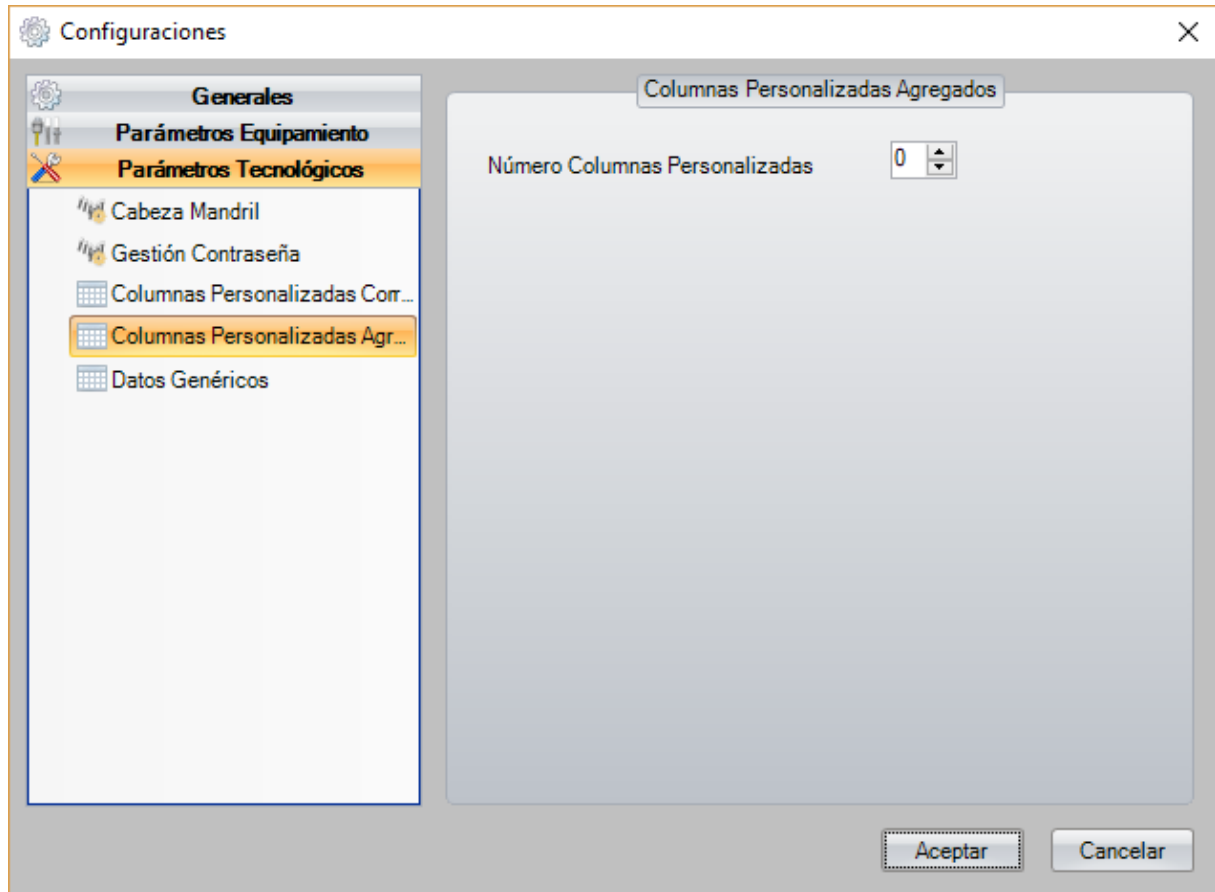 Configuraciones
Generales
Parámetros Equipamiento
Parámetros Tecnológicos
Cabeza Mandril
Gestión Contraseña
Columnas Personalizadas Corr...
Columnas Personalizadas Agr...
Datos Genéricos
Columnas Personalizadas Agregados
Número Columnas Personalizadas 0
Aceptar Cancelar